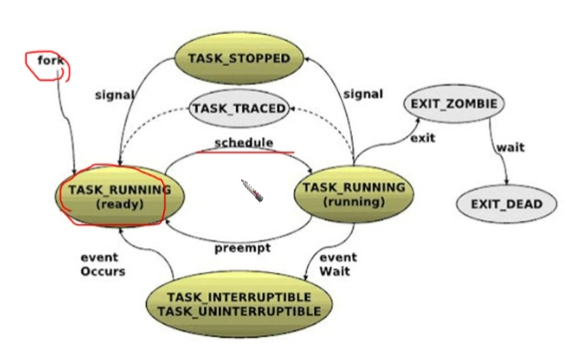 fork
TASK_STOPPED
signal
TASK_TRACED
signal
EXIT_ZOMBIE
schedule
exit
wait
TASK_RUNNING
(ready)
TASK_RUNNING
(running)
EXIT_DEAD
preempt
event
Occurs
event
Wait
TASK_INTERRUPTIBLE
TASK_UNINTERRUPTIBLE